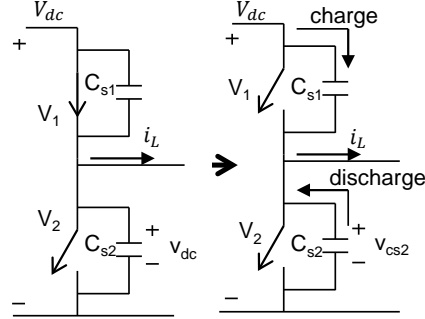 V_dc
+
V_1
C_s1
i_L
V_2
C_s2
+
−
v_dc
−
V_dc
charge
+
V_1
C_s1
i_L
discharge
V_2
C_s2
+
−
v_cs2
−